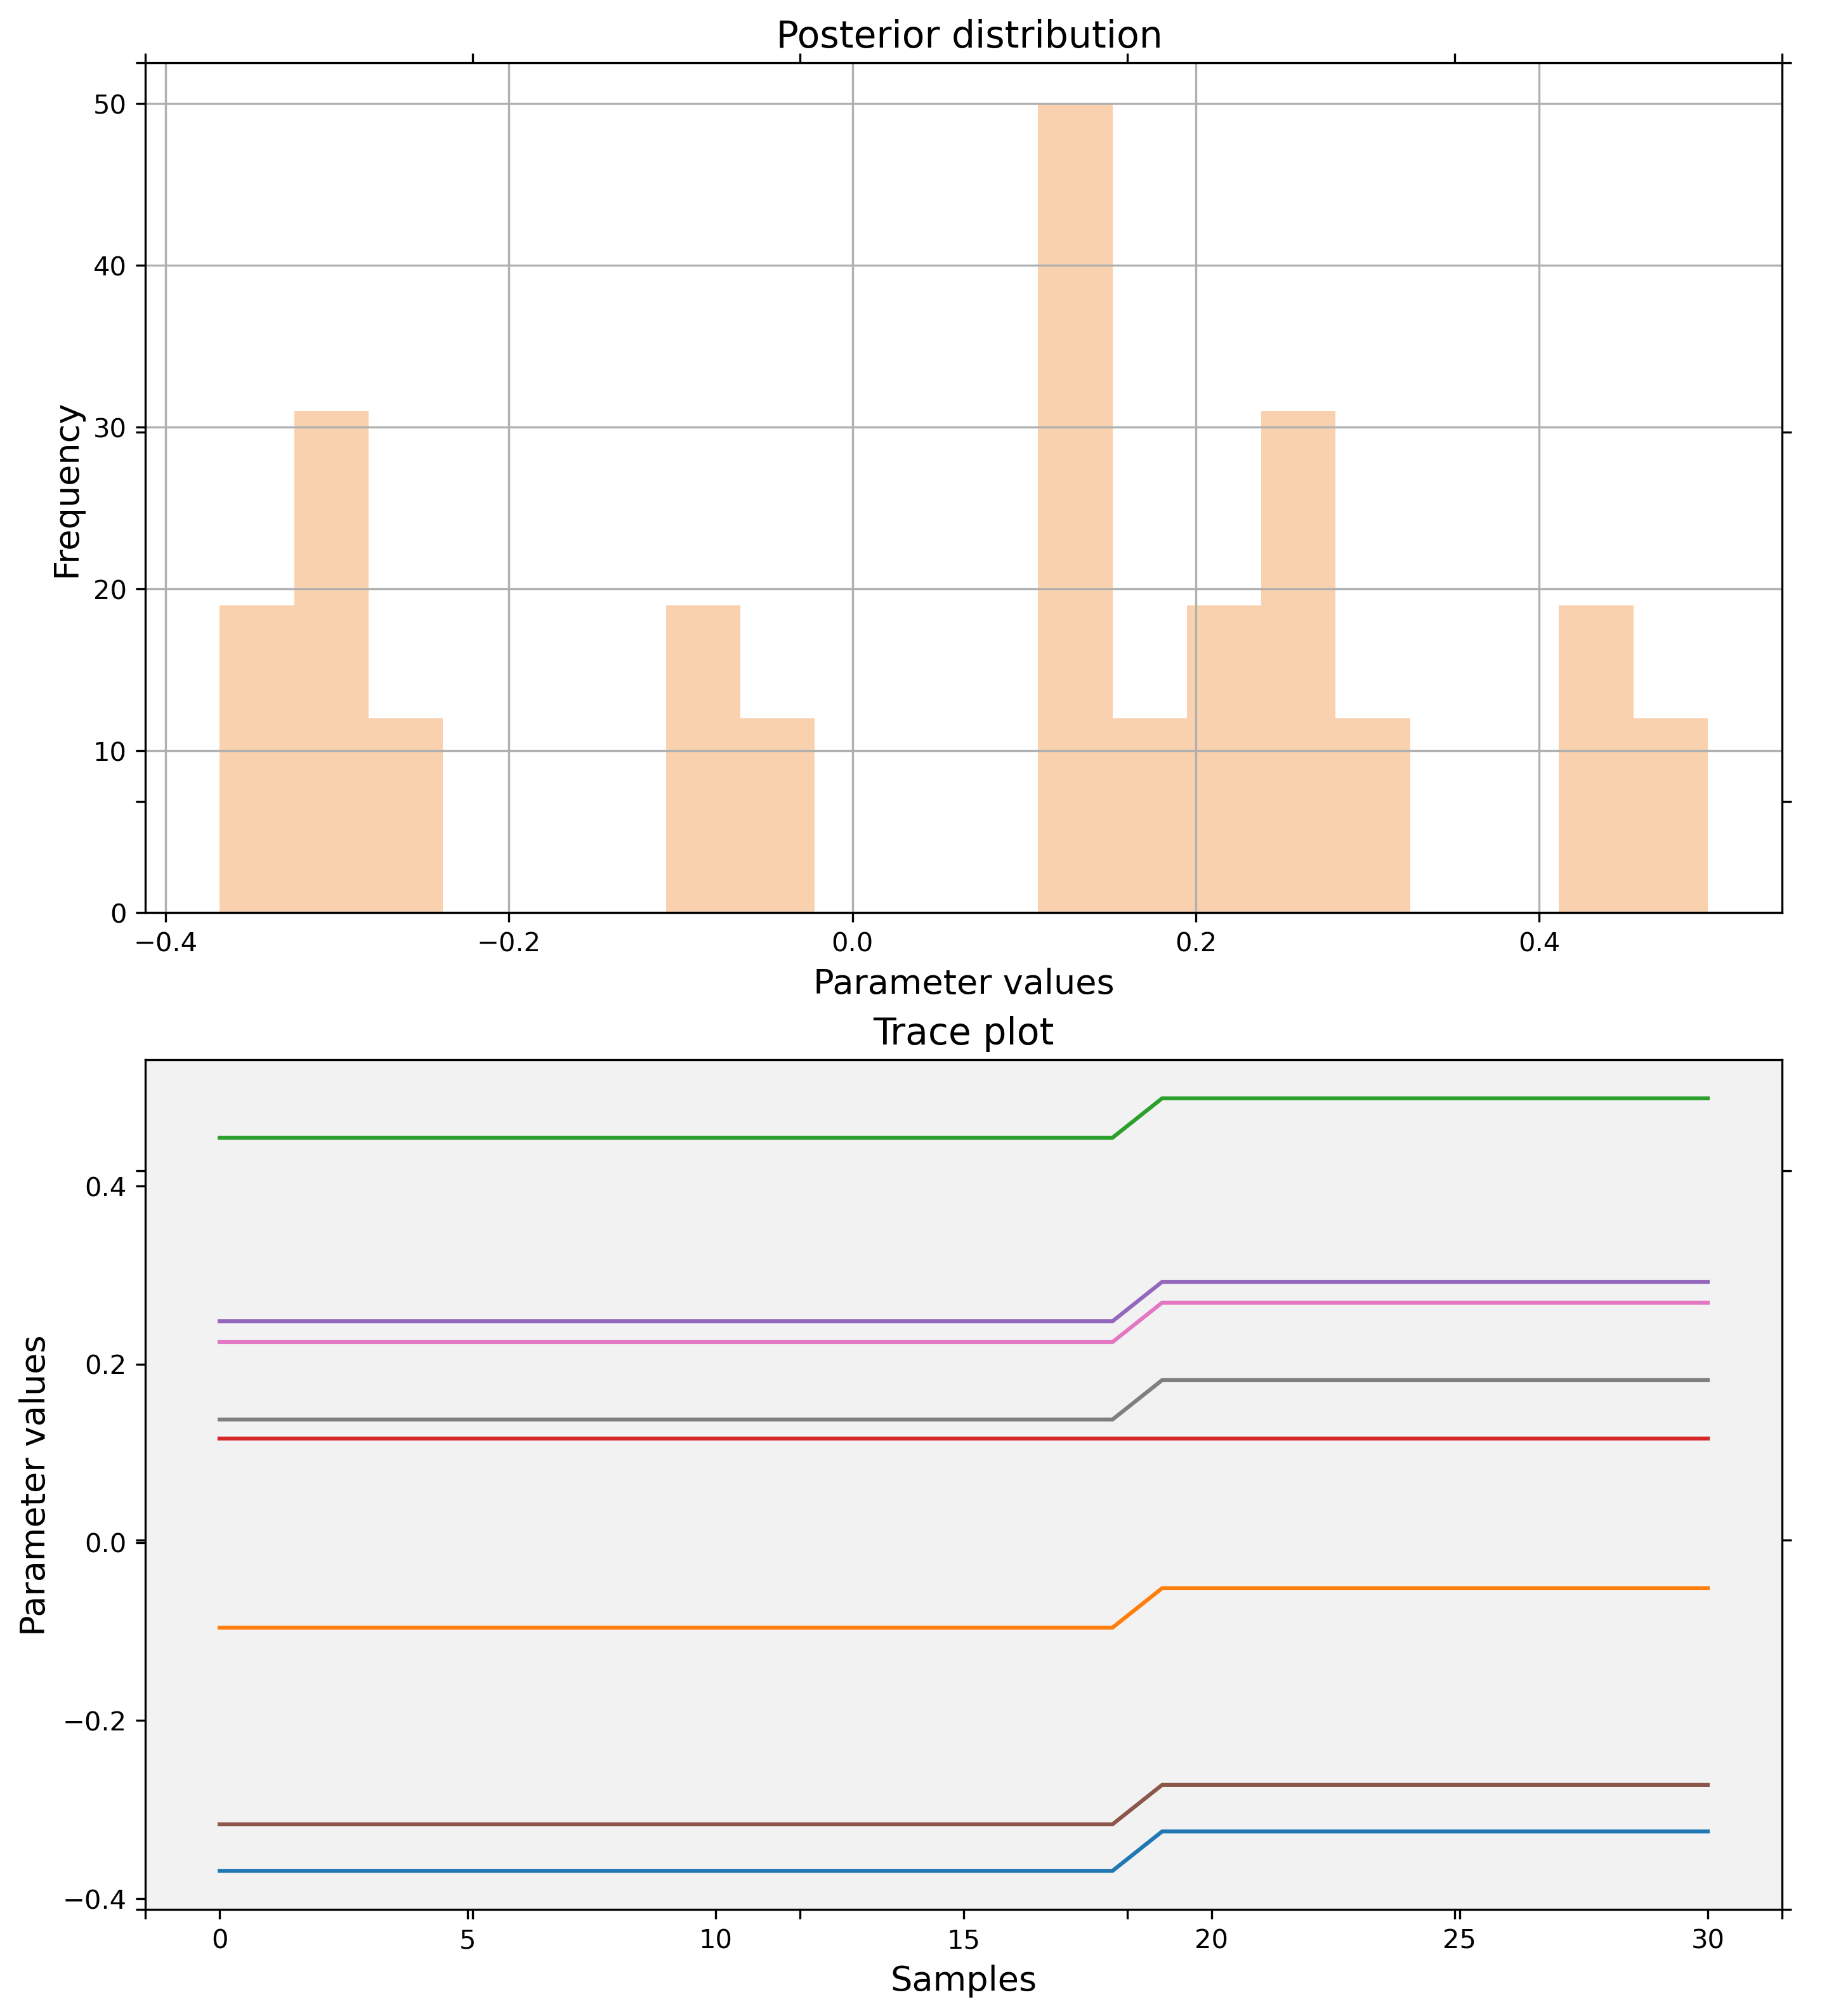 Posterior distribution
50
40
30
20
10
0
Frequency
−0.4 −0.2 0.0 0.2 0.4
Parameter values
Trace plot
0.4
0.2
0.0
−0.2
−0.4
Parameter values
0 5 10 15 20 25 30
Samples